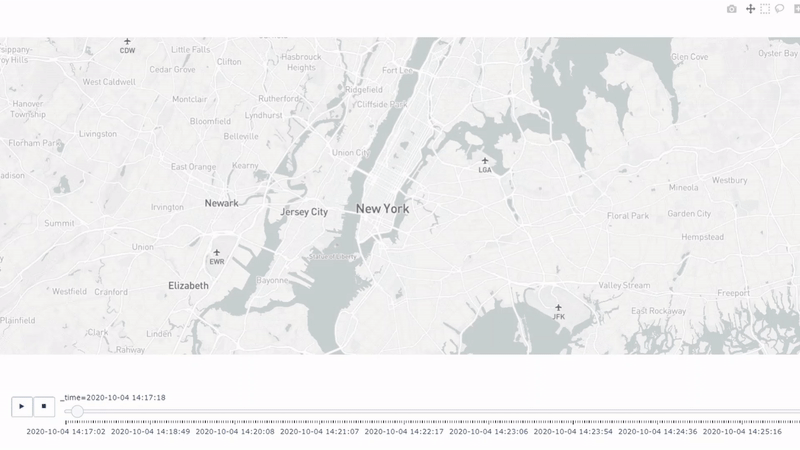 Glen Cove
Oyster Bay
CDW
Little Falls
Hasbrouck
Heights
Clifton
Fort Lee
Cedar Grove
West Caldwell
Ridgefield
Rutherford
Cliffside Park
Montclair
Hanover
Township
Lyndhurst
Bloomfield
Livingston
Belleville
Florham Park
Union City
East Orange
Kearny
LGA
Westbury
Mineola
Newark
Irvington
Jersey City
New York
Floral Park
Garden City
Summit
Union
Hempstead
EWR
Elizabeth
Bayonne
Valley Stream
Westfield
Cranford
Freeport
East Rockaway
JFK
Plainfield
Clark
Linden
Rahway
_time=2020-10-04 14:17:18
2020-10-04 14:17:02
2020-10-04 14:18:49
2020-10-04 14:20:08
2020-10-04 14:21:07
2020-10-04 14:22:17
2020-10-04 14:23:06
2020-10-04 14:23:54
2020-10-04 14:24:36
2020-10-04 14:25:16